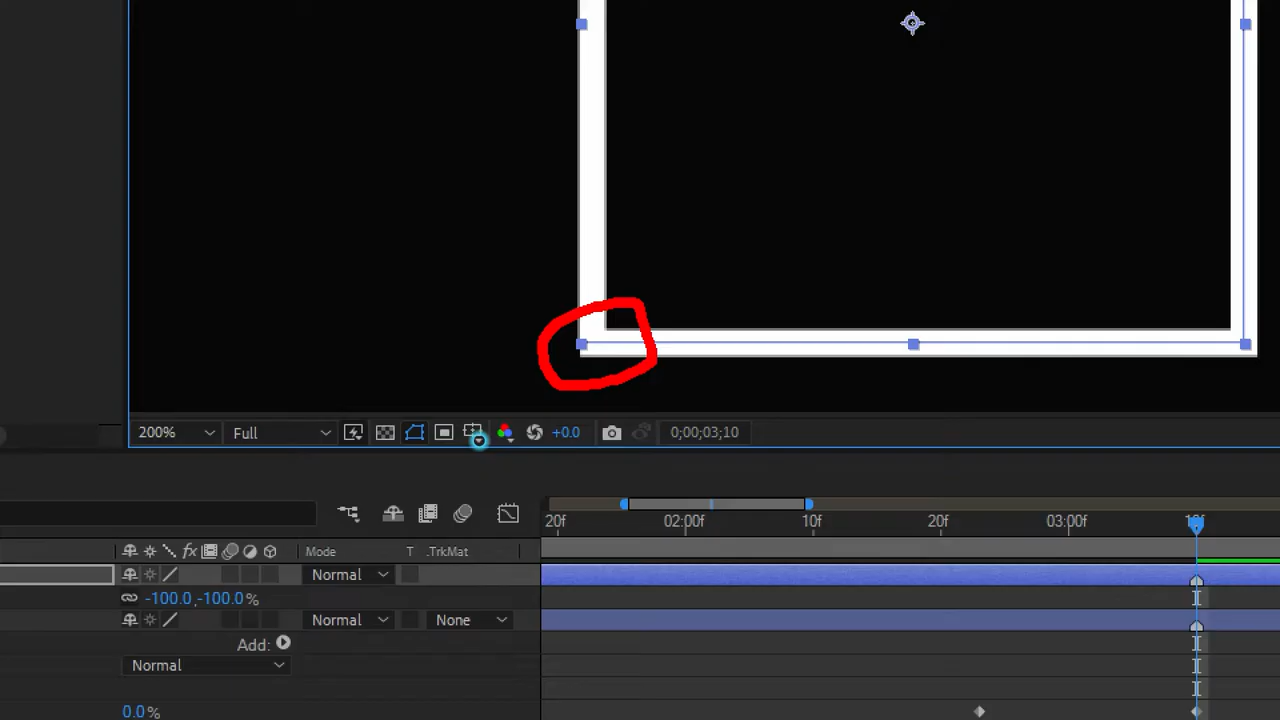 200%
Full
+0.0
0;00;03;10
20f
02:00f
10f
20f
03:00f
10f
fx
Mode
T
.TrkMat
Normal
-100.0,-100.0%
Normal
None
Add:
Normal
0.0%